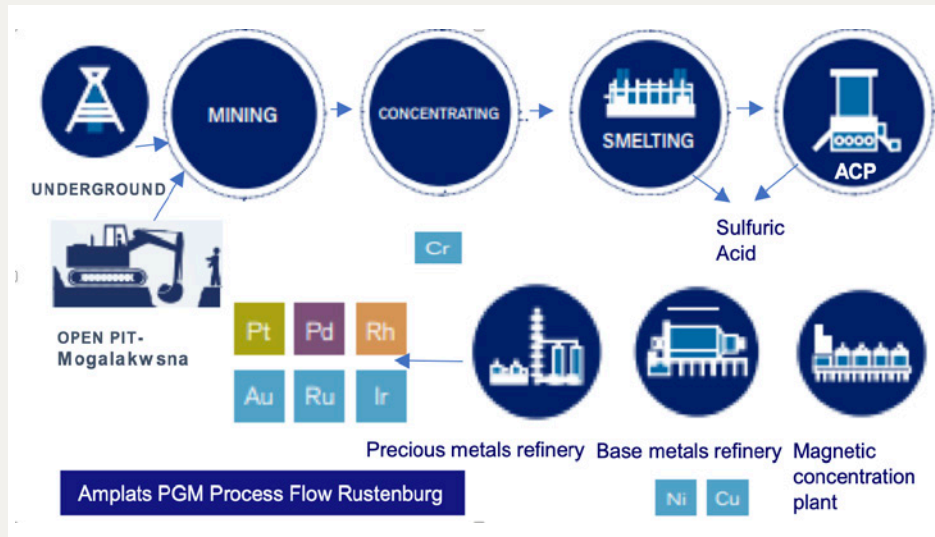 MINING
CONCENTRATING
SMELTING
ACP
UNDERGROUND
Sulfuric
Acid
Cr
OPEN PIT-
Mogalakwsna
Pt Pd Rh
Au Ru Ir
Precious metals refinery
Base metals refinery
Magnetic
concentration
plant
Ni Cu
Amplats PGM Process Flow Rustenburg